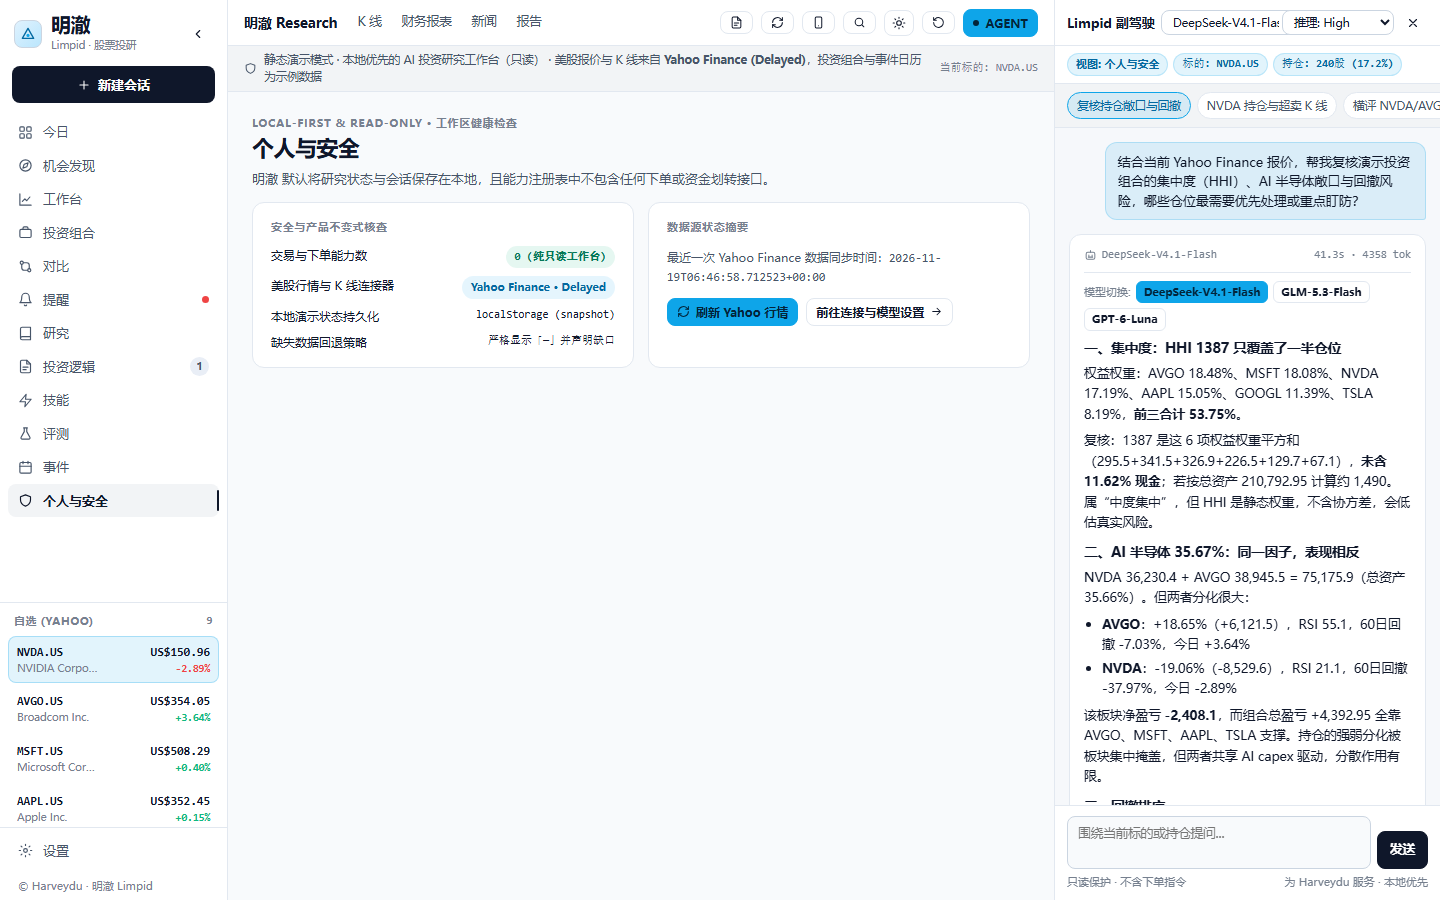 明澈
Limpid · 股票投研
新建会话
今日
机会发现
工作台
投资组合
对比
提醒
研究
投资逻辑
1
技能
评测
事件
个人与安全
自选 (YAHOO)
9
NVDA.US
US$150.96
NVIDIA Corpo...
-2.89%
AVGO.US
US$354.05
Broadcom Inc.
+3.64%
MSFT.US
US$508.29
Microsoft Cor...
+0.40%
AAPL.US
US$352.45
Apple Inc.
+0.15%
设置
© Harveydu · 明澈 Limpid
明澈 Research
K 线
财务报表
新闻
报告
AGENT
静态演示模式 · 本地优先的 AI 投资研究工作台（只读） · 美股报价与 K 线来自 Yahoo Finance (Delayed)，投资组合与事件日历
为示例数据
当前标的: NVDA.US
LOCAL-FIRST & READ-ONLY • 工作区健康检查
个人与安全
明澈 默认将研究状态与会话保存在本地，且能力注册表中不包含任何下单或资金划转接口。
安全与产品不变式核查
交易与下单能力数
0 (纯只读工作台)
美股行情与 K 线连接器
Yahoo Finance • Delayed
本地演示状态持久化
localStorage (snapshot)
缺失数据回退策略
严格显示「—」并声明缺口
数据源状态摘要
最近一次 Yahoo Finance 数据同步时间: 2026-11-
19T06:46:58.712523+00:00
刷新 Yahoo 行情
前往连接与模型设置 →
Limpid 副驾驶
DeepSeek-V4.1-Flas
推理: High
视图: 个人与安全
标的: NVDA.US
持仓: 240股 (17.2%)
复核持仓敞口与回撤
NVDA 持仓与超卖 K 线
横评 NVDA/AVG
结合当前 Yahoo Finance 报价，帮我复核演示投资
组合的集中度（HHI）、AI 半导体敞口与回撤风
险，哪些仓位最需要优先处理或重点盯防？
DeepSeek-V4.1-Flash
41.3s · 4358 tok
模型切换:
DeepSeek-V4.1-Flash
GLM-5.3-Flash
GPT-6-Luna
一、集中度：HHI 1387 只覆盖了一半仓位
权益权重：AVGO 18.48%、MSFT 18.08%、NVDA
17.19%、AAPL 15.05%、GOOGL 11.39%、TSLA
8.19%，前三合计 53.75%。
复核：1387 是这 6 项权益权重平方和
（295.5+341.5+326.9+226.5+129.7+67.1），未含
11.62% 现金；若按总资产 210,792.95 计算约 1,490。
属“中度集中”，但 HHI 是静态权重，不含协方差，会低
估真实风险。
二、AI 半导体 35.67%：同一因子，表现相反
NVDA 36,230.4 + AVGO 38,945.5 = 75,175.9（总资产
35.66%）。但两者分化很大：
• AVGO：+18.65%（+6,121.5），RSI 55.1，60日回
撤 -7.03%，今日 +3.64%
• NVDA：-19.06%（-8,529.6），RSI 21.1，60日回撤
-37.97%，今日 -2.89%
该板块净盈亏 -2,408.1，而组合总盈亏 +4,392.95 全靠
AVGO、MSFT、AAPL、TSLA 支撑。持仓的强弱分化被
板块集中掩盖，但两者共享 AI capex 驱动，分散作用有
限。
围绕当前标的或持仓提问...
发送
只读保护 · 不含下单指令
为 Harveydu 服务 · 本地优先